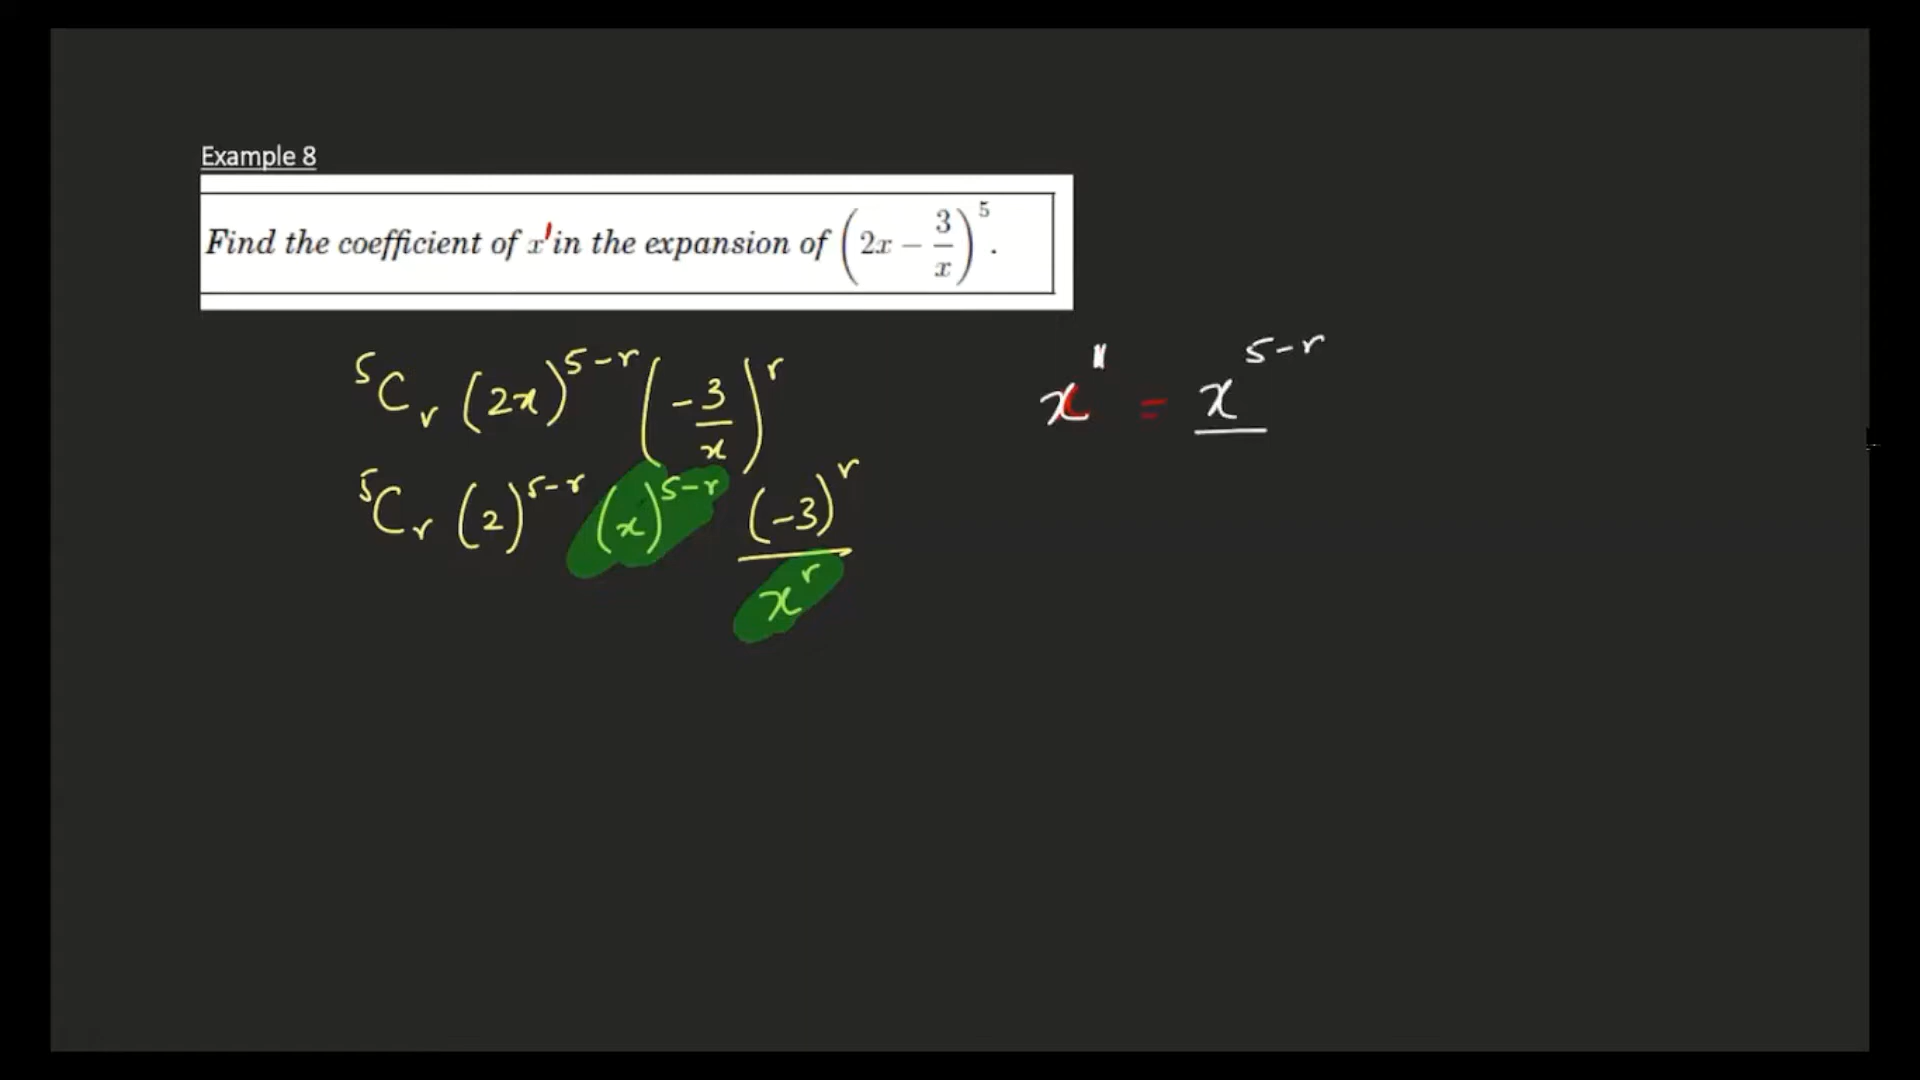 Example 8
Find the coefficient of x¹ in the expansion of (2x − 3/x)⁵.
⁵Cᵣ (2x)⁵⁻ʳ (−3/x)ʳ
x¹ = x⁵⁻ʳ
⁵Cᵣ (2)⁵⁻ʳ (x)⁵⁻ʳ (−3)ʳ/xʳ